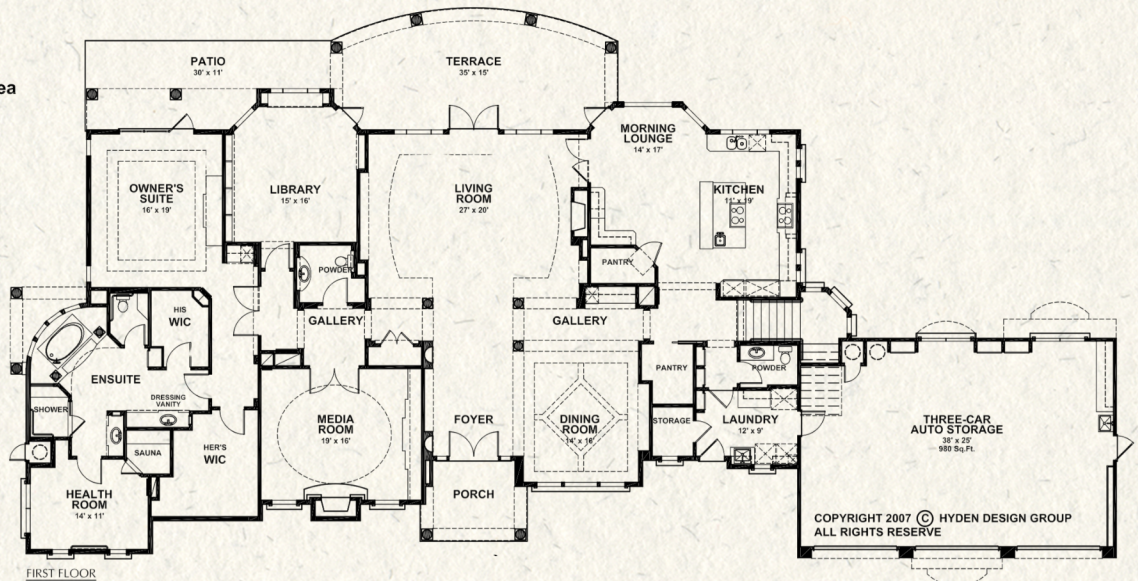 ea
PATIO
30' x 11'
TERRACE
35' x 15'
MORNING
LOUNGE
14' x 17'
OWNER'S
SUITE
16' x 19'
LIBRARY
15' x 16'
LIVING
ROOM
27' x 20'
KITCHEN
11' x 19'
POWDER
PANTRY
HIS
WIC
GALLERY
GALLERY
ENSUITE
DRESSING
VANITY
SHOWER
SAUNA
HER'S
WIC
MEDIA
ROOM
19' x 16'
FOYER
DINING
ROOM
14' x 16'
PANTRY
POWDER
STORAGE
LAUNDRY
12' x 9'
THREE-CAR
AUTO STORAGE
38' x 25'
980 Sq.Ft.
HEALTH
ROOM
14' x 11'
PORCH
COPYRIGHT 2007 © HYDEN DESIGN GROUP
ALL RIGHTS RESERVE
FIRST FLOOR